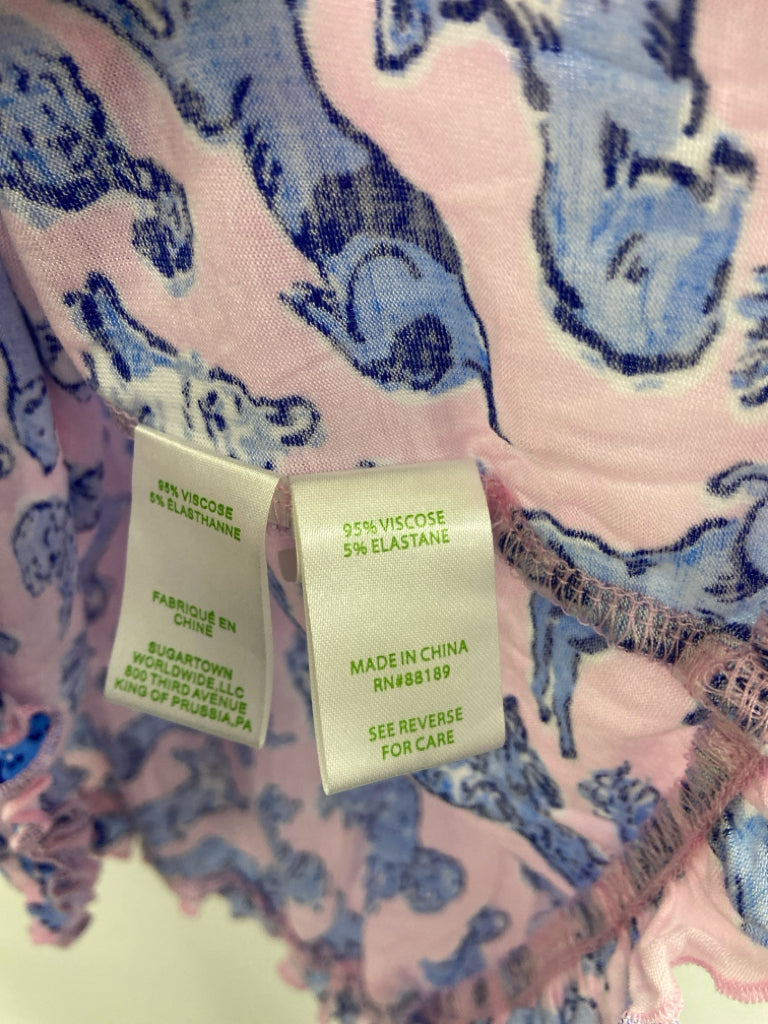 95% VISCOSE
5% ÉLASTHANNE
FABRIQUÉ EN
CHINE
SUGARTOWN
WORLDWIDE,LLC
800 THIRD AVENUE
KING OF PRUSSIA,PA
95% VISCOSE
5% ELASTANE
MADE IN CHINA
RN#88189
SEE REVERSE
FOR CARE